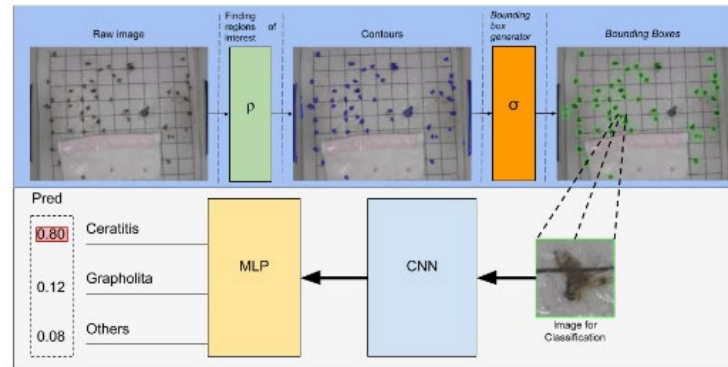 Raw image
Finding
regions of
interest
Contours
Bounding
box
generator
Bounding Boxes
ρ
σ
Pred
0.80
Ceratitis
0.12
Grapholita
0.08
Others
MLP
CNN
Image for
Classification